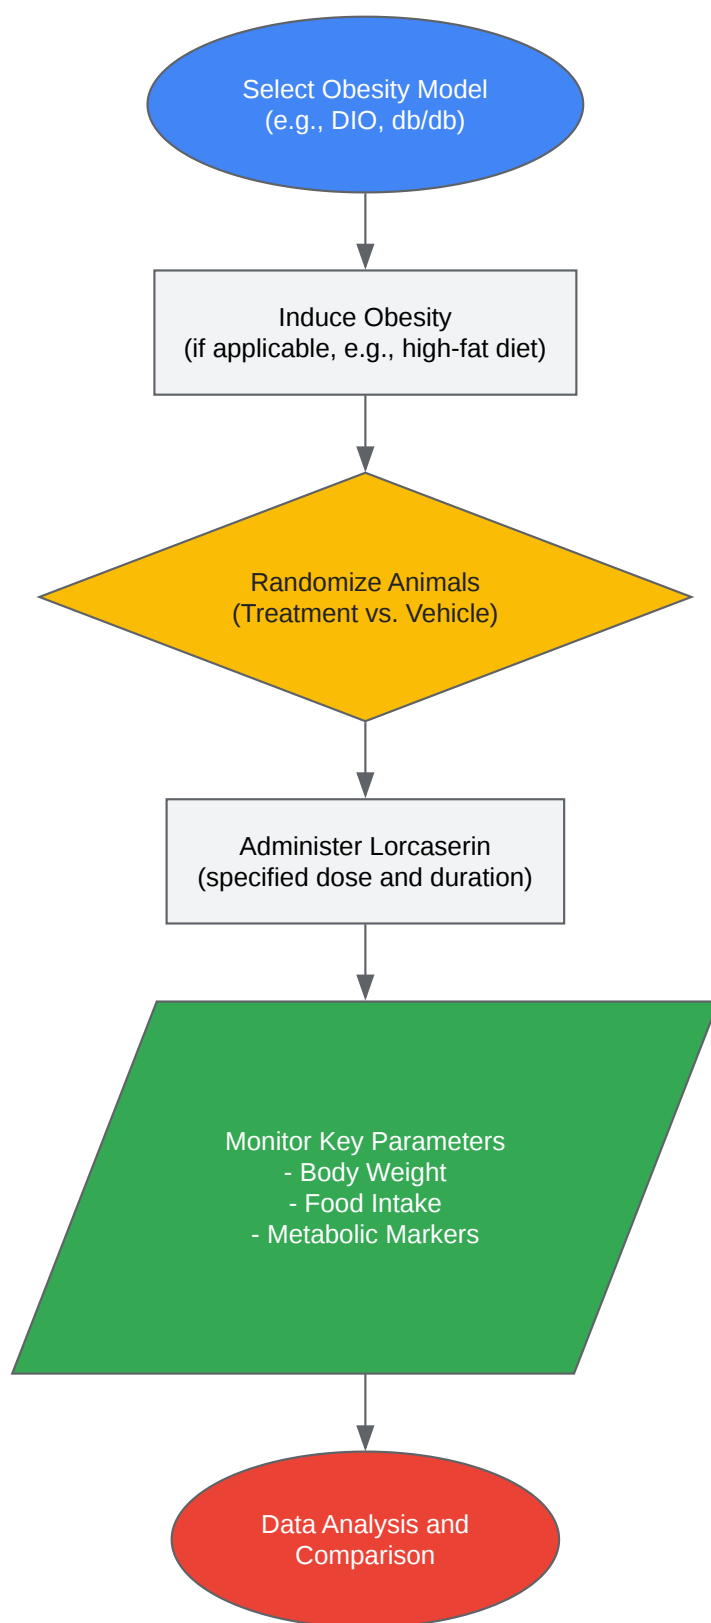 Select Obesity Model
(e.g., DIO, db/db)
Induce Obesity
(if applicable, e.g., high-fat diet)
Randomize Animals
(Treatment vs. Vehicle)
Administer Lorcaserin
(specified dose and duration)
Monitor Key Parameters
- Body Weight
- Food Intake
- Metabolic Markers
Data Analysis and
Comparison